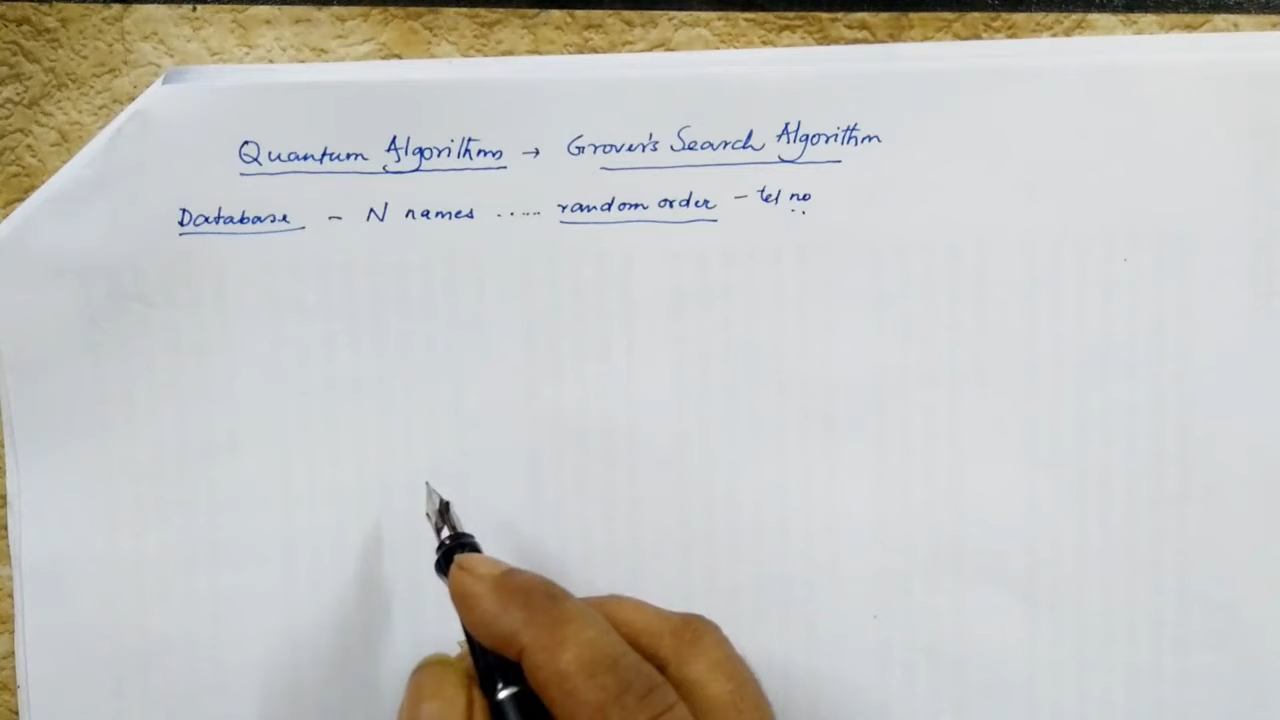 Quantum Algorithms → Grover's Search Algorithm
Database - N names ..... random order - tel no